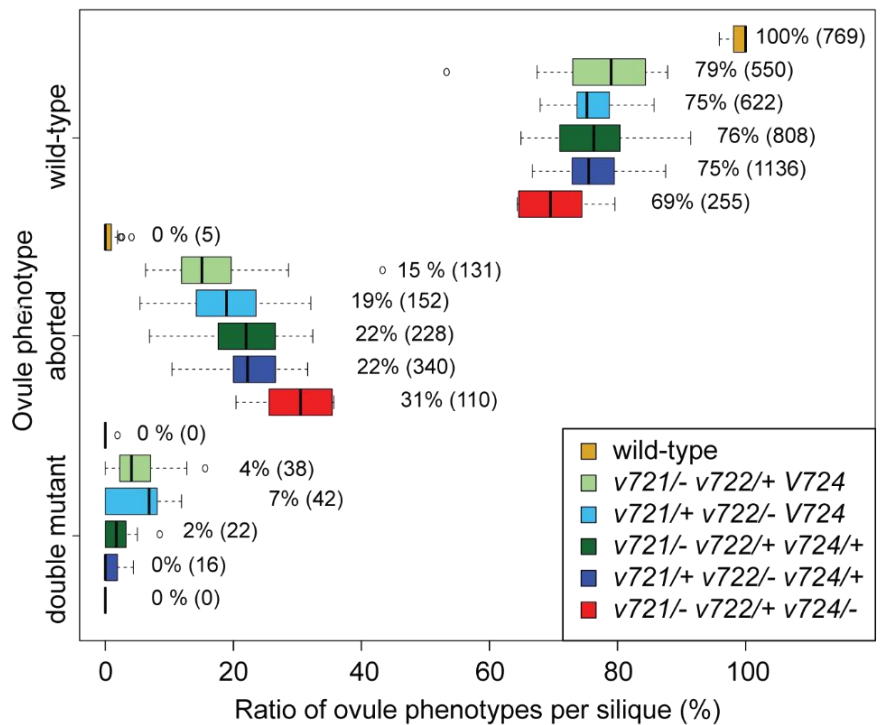 100% (769)
79% (550)
75% (622)
76% (808)
75% (1136)
69% (255)
0 % (5)
15 % (131)
19% (152)
22% (228)
22% (340)
31% (110)
0 % (0)
4% (38)
7% (42)
2% (22)
0% (16)
0 % (0)
Ovule phenotype
wild-type
aborted
double mutant
wild-type
v721/- v722/+ V724
v721/+ v722/- V724
v721/- v722/+ v724/+
v721/+ v722/- v724/+
v721/- v722/+ v724/-
0 20 40 60 80 100
Ratio of ovule phenotypes per silique (%)